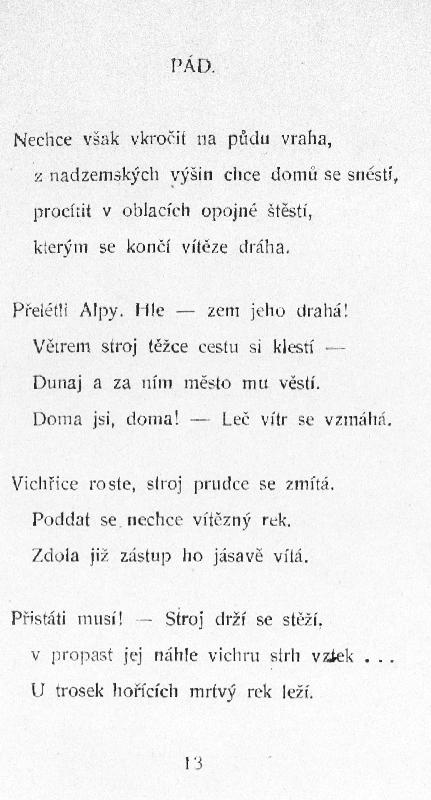 PÁD.
Nechce však vkročit na půdu vraha,
z nadzemských výšin chce domů se snésti,
procítit v oblacích opojné štěstí,
kterým se končí vítěze dráha.
Přelétli Alpy. Hle — zem jeho drahá!
Větrem stroj těžce cestu si klestí —
Dunaj a za ním město mu věstí.
Doma jsi, doma! — Leč vítr se vzmáhá.
Vichřice roste, stroj prudce se zmítá.
Poddat se nechce vítězný rek.
Zdola již zástup ho jásavě vítá.
Přistáti musí! — Stroj drží se stěží.
v propast jej náhle vichru strh vztek . . .
U trosek hořících mrtvý rek leží.
13